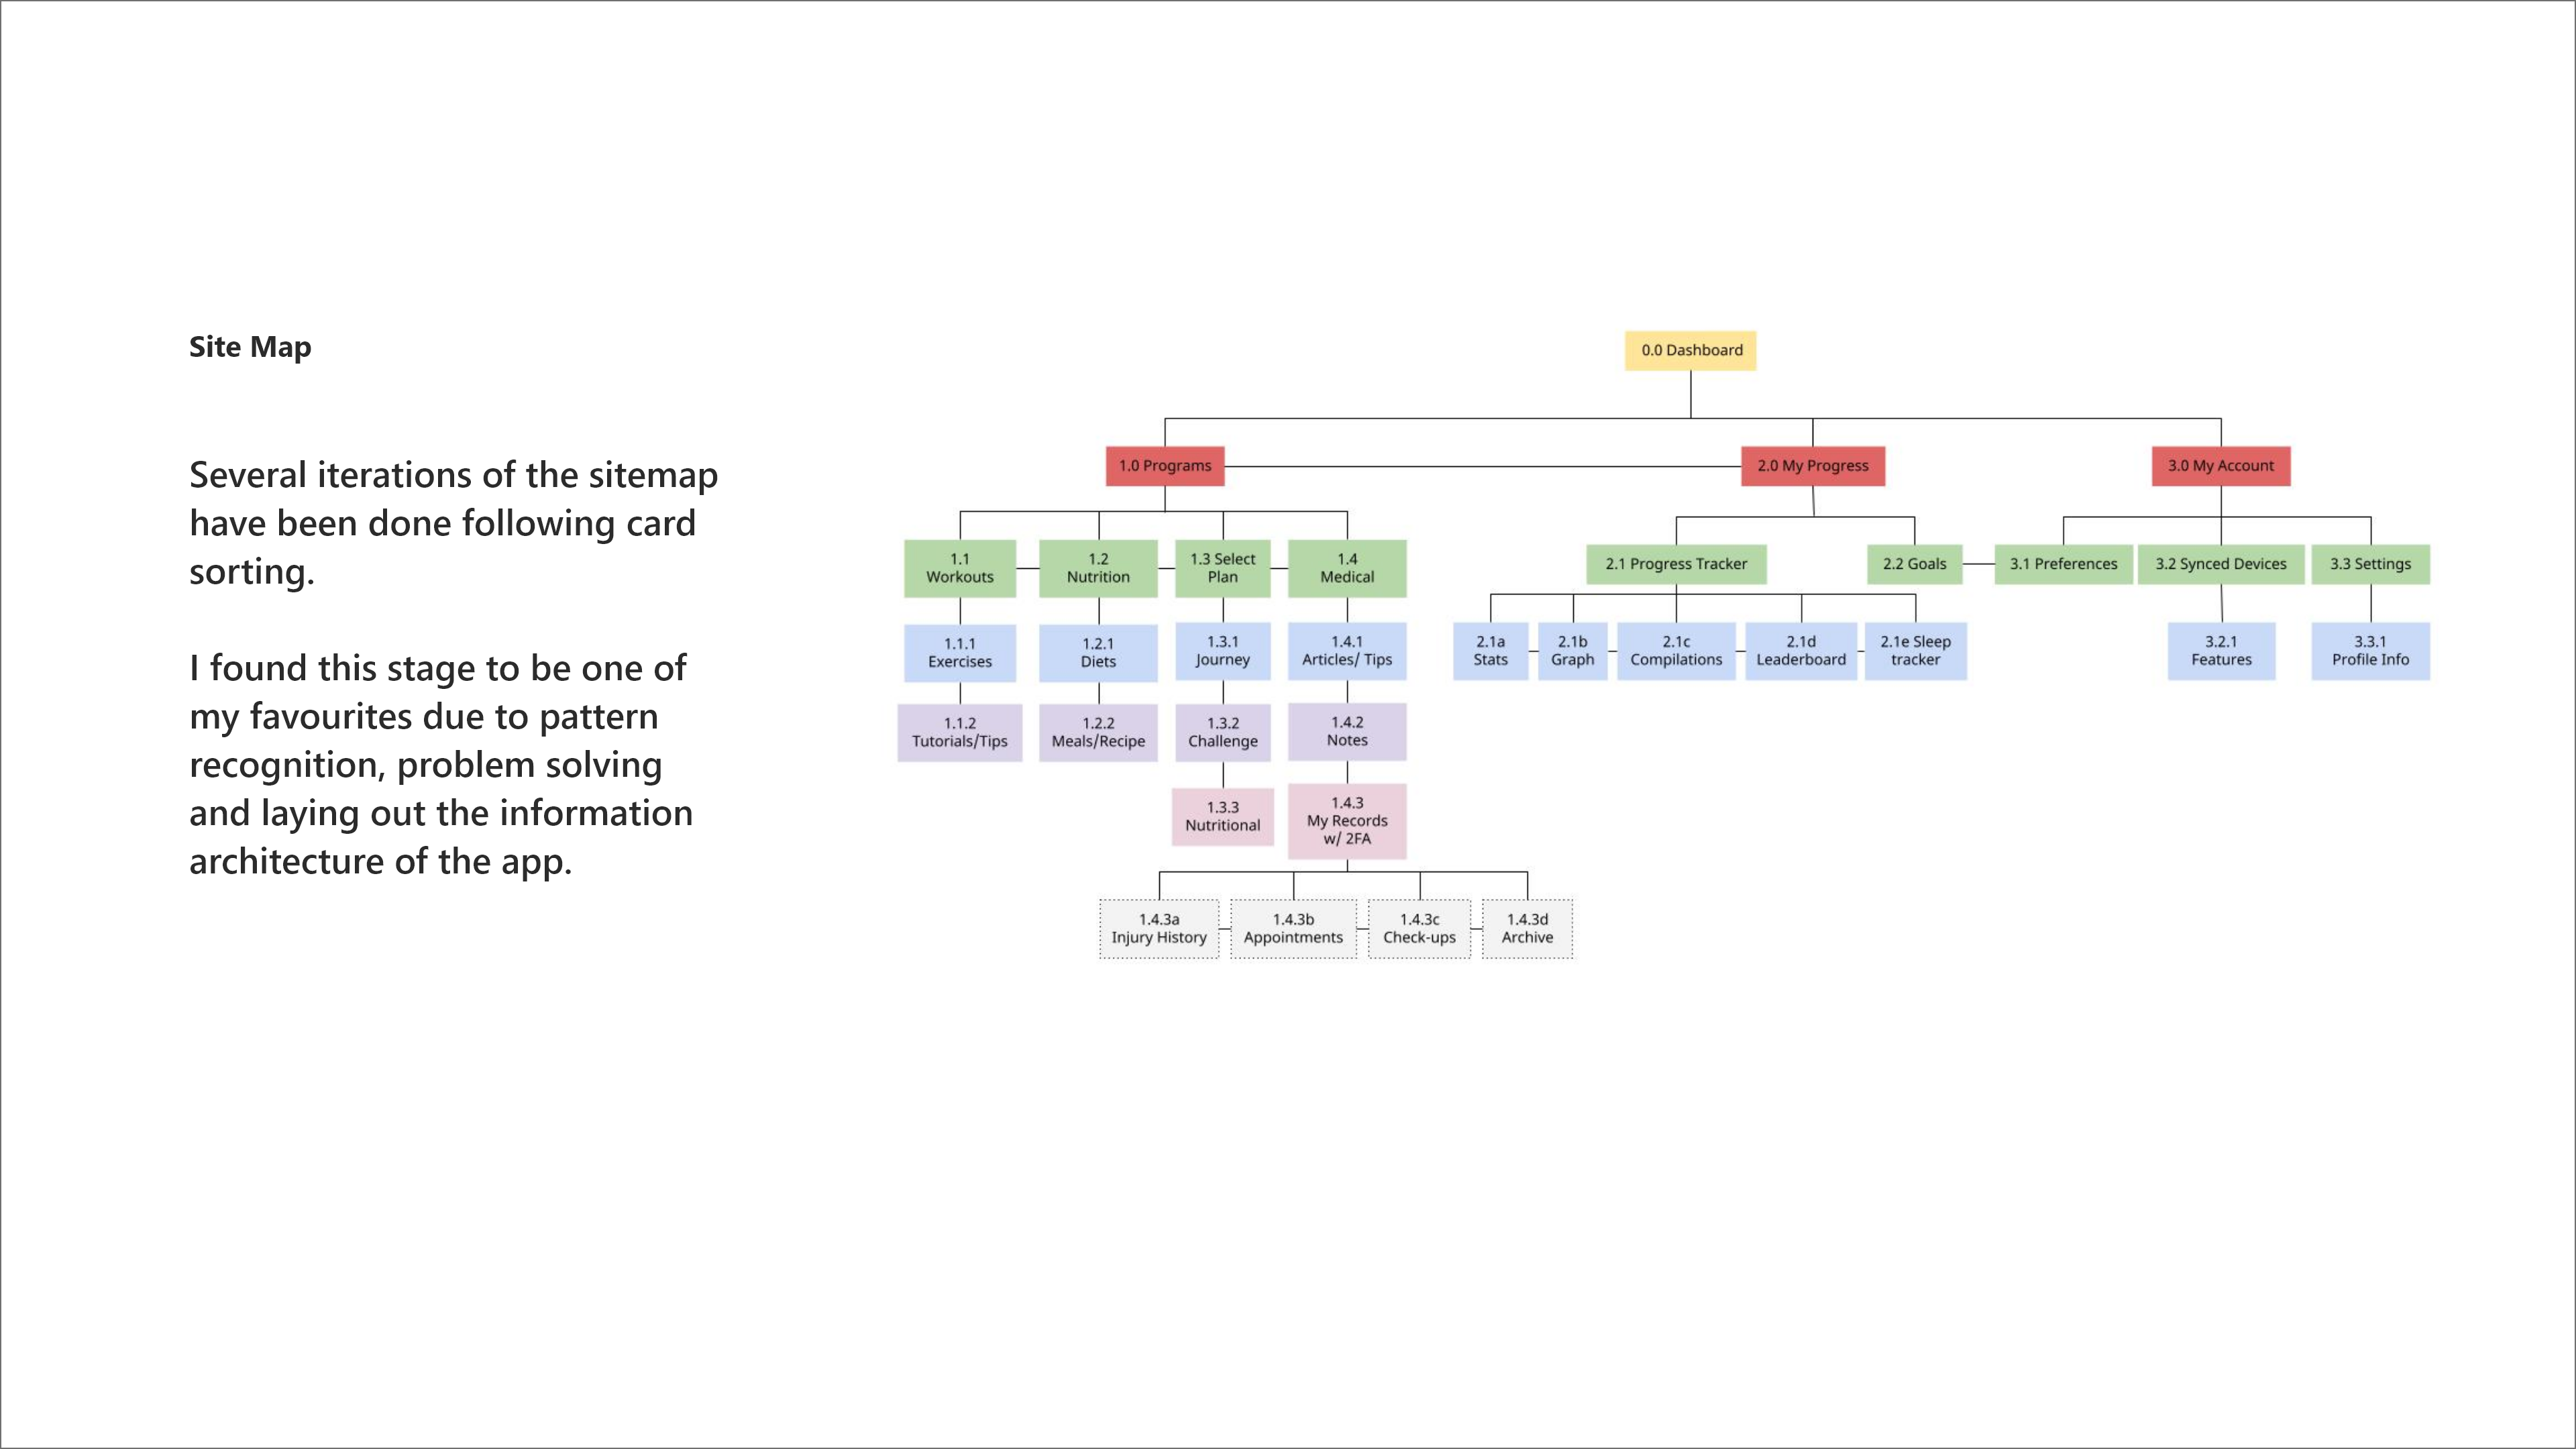 Site Map
Several iterations of the sitemap
have been done following card
sorting.
I found this stage to be one of
my favourites due to pattern
recognition, problem solving
and laying out the information
architecture of the app.
0.0 Dashboard
1.0 Programs
2.0 My Progress
3.0 My Account
1.1
Workouts
1.2
Nutrition
1.3 Select
Plan
1.4
Medical
2.1 Progress Tracker
2.2 Goals
3.1 Preferences
3.2 Synced Devices
3.3 Settings
1.1.1
Exercises
1.2.1
Diets
1.3.1
Journey
1.4.1
Articles/ Tips
2.1a
Stats
2.1b
Graph
2.1c
Compilations
2.1d
Leaderboard
2.1e Sleep
tracker
3.2.1
Features
3.3.1
Profile Info
1.1.2
Tutorials/Tips
1.2.2
Meals/Recipe
1.3.2
Challenge
1.4.2
Notes
1.3.3
Nutritional
1.4.3
My Records
w/ 2FA
1.4.3a
Injury History
1.4.3b
Appointments
1.4.3c
Check-ups
1.4.3d
Archive